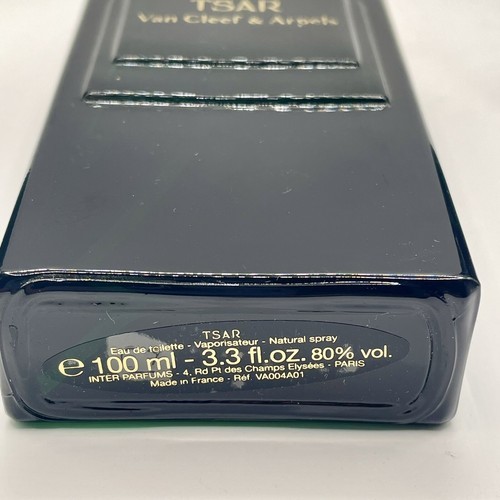 TSAR
Van Cleef & Arpels
TSAR
Eau de toilette - Vaporisateur - Natural spray
e 100 ml - 3.3 fl.oz. 80% vol.
INTER PARFUMS - 4, Rd Pt des Champs Elysées - PARIS
Made in France - Réf. VA004A01